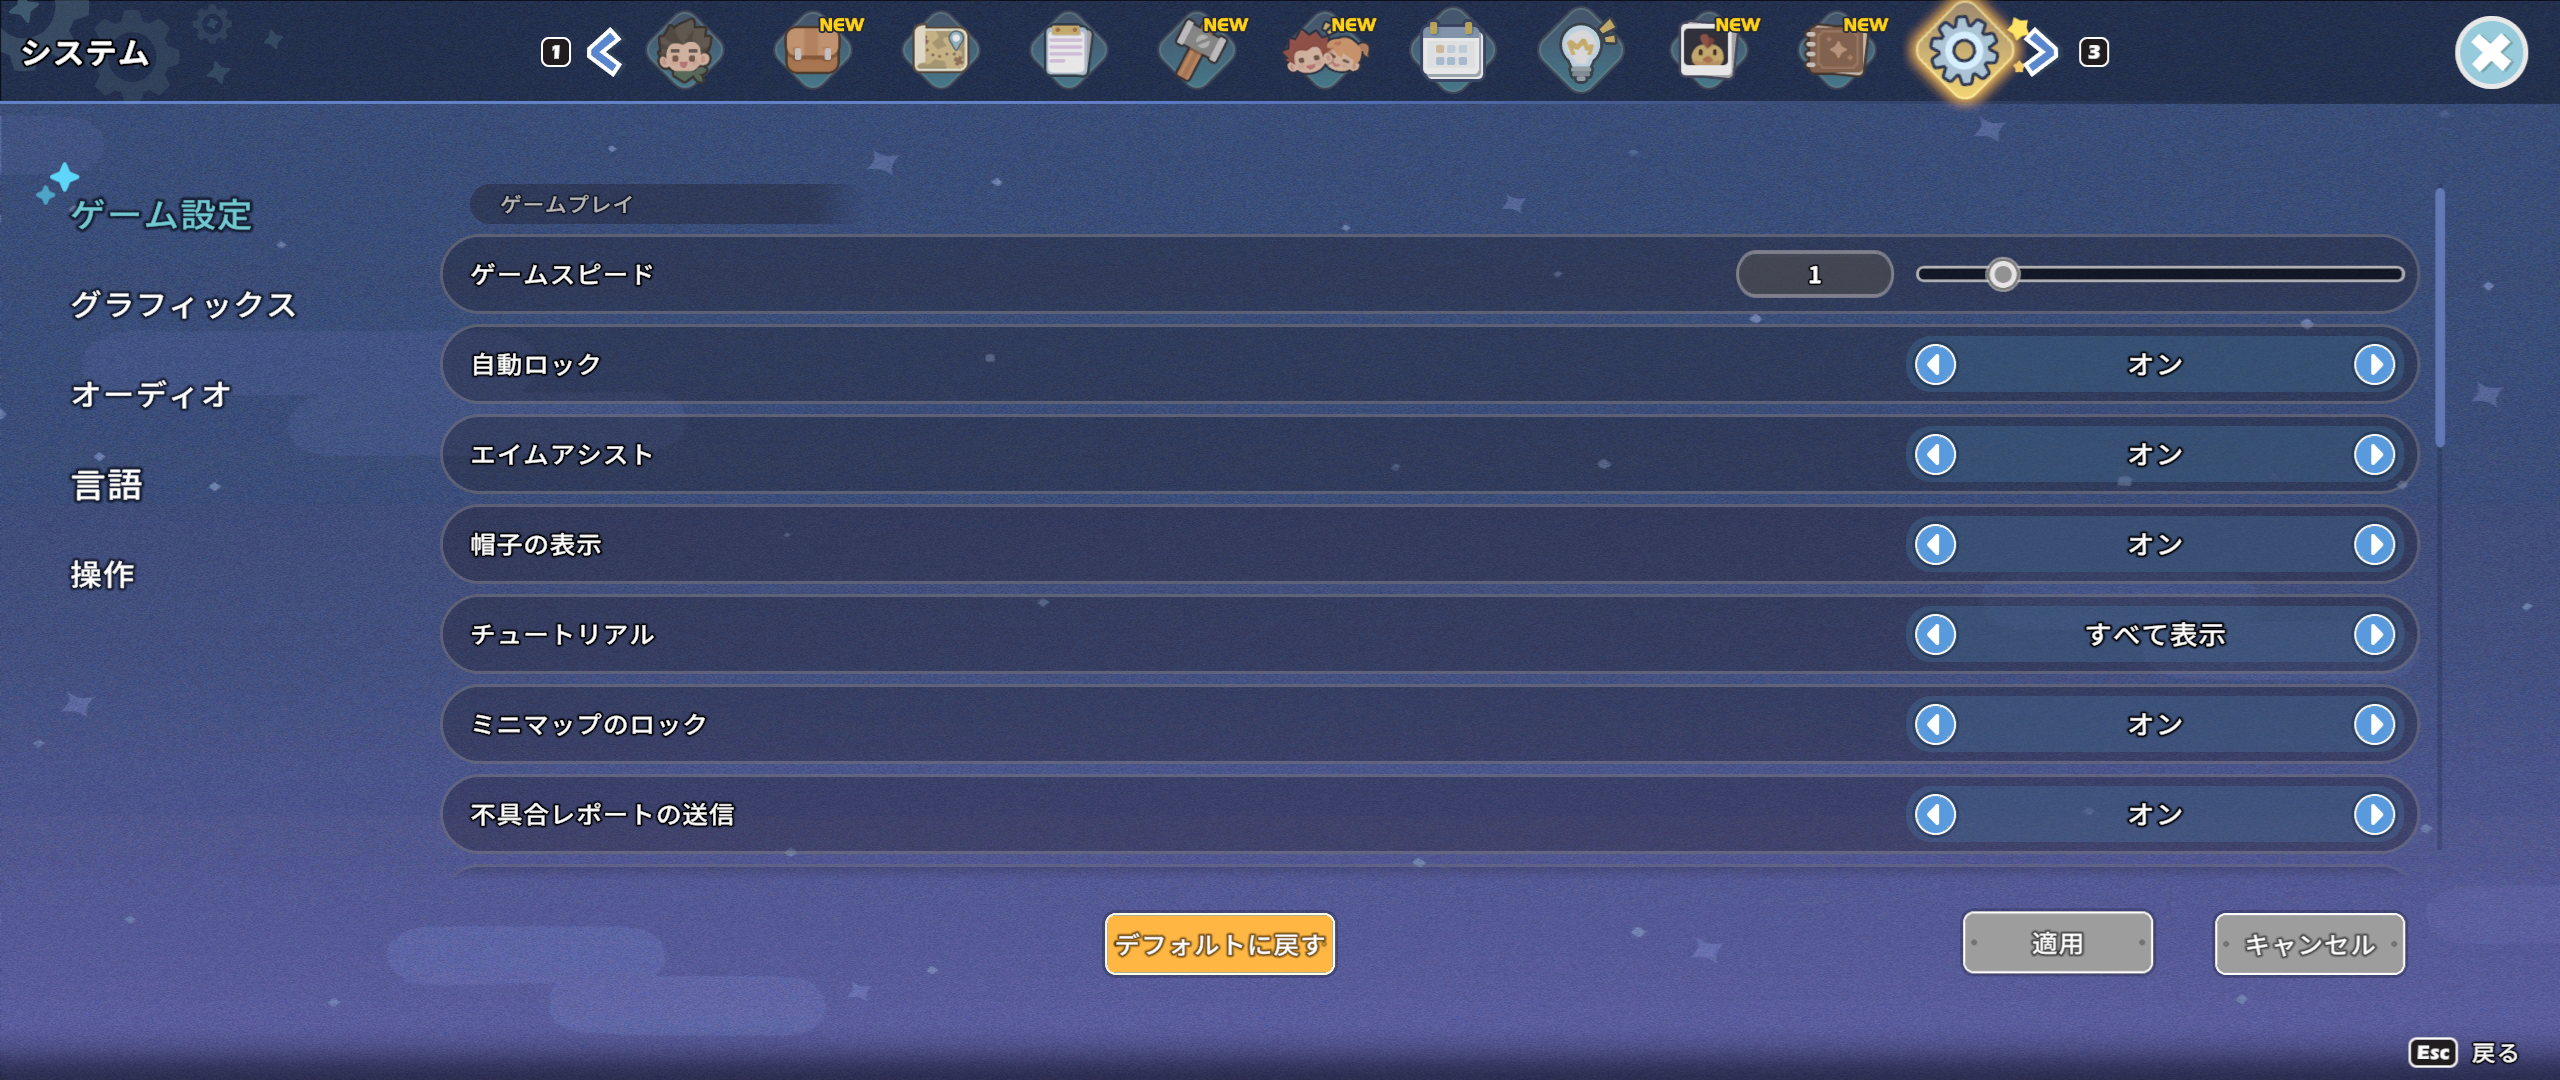 システム
1
NEW
NEW
NEW
NEW
NEW
3
ゲーム設定
グラフィックス
オーディオ
言語
操作
ゲームプレイ
ゲームスピード
1
自動ロック
オン
エイムアシスト
オン
帽子の表示
オン
チュートリアル
すべて表示
ミニマップのロック
オン
不具合レポートの送信
オン
デフォルトに戻す
適用
キャンセル
Esc 戻る